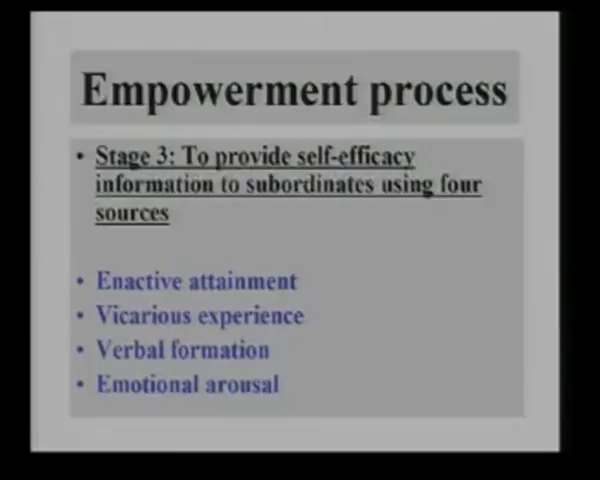 Empowerment process
• Stage 3: To provide self-efficacy
information to subordinates using four
sources
• Enactive attainment
• Vicarious experience
• Verbal formation
• Emotional arousal